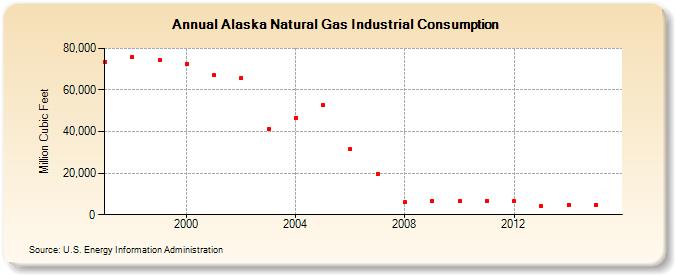 Annual Alaska Natural Gas Industrial Consumption
Million Cubic Feet
80,000
60,000
40,000
20,000
0
2000 2004 2008 2012
Source: U.S. Energy Information Administration